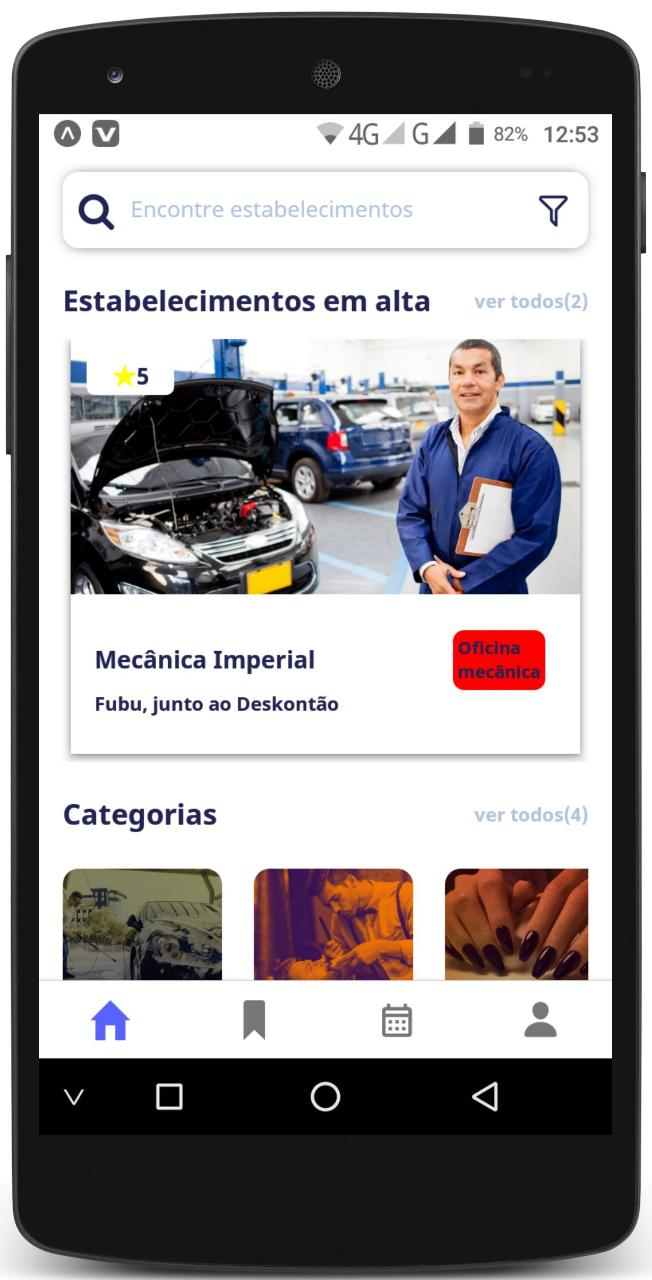 4G G 82% 12:53
Encontre estabelecimentos
Estabelecimentos em alta ver todos(2)
5
Mecânica Imperial
Fubu, junto ao Deskontão
Oficina
mecânica
Categorias ver todos(4)